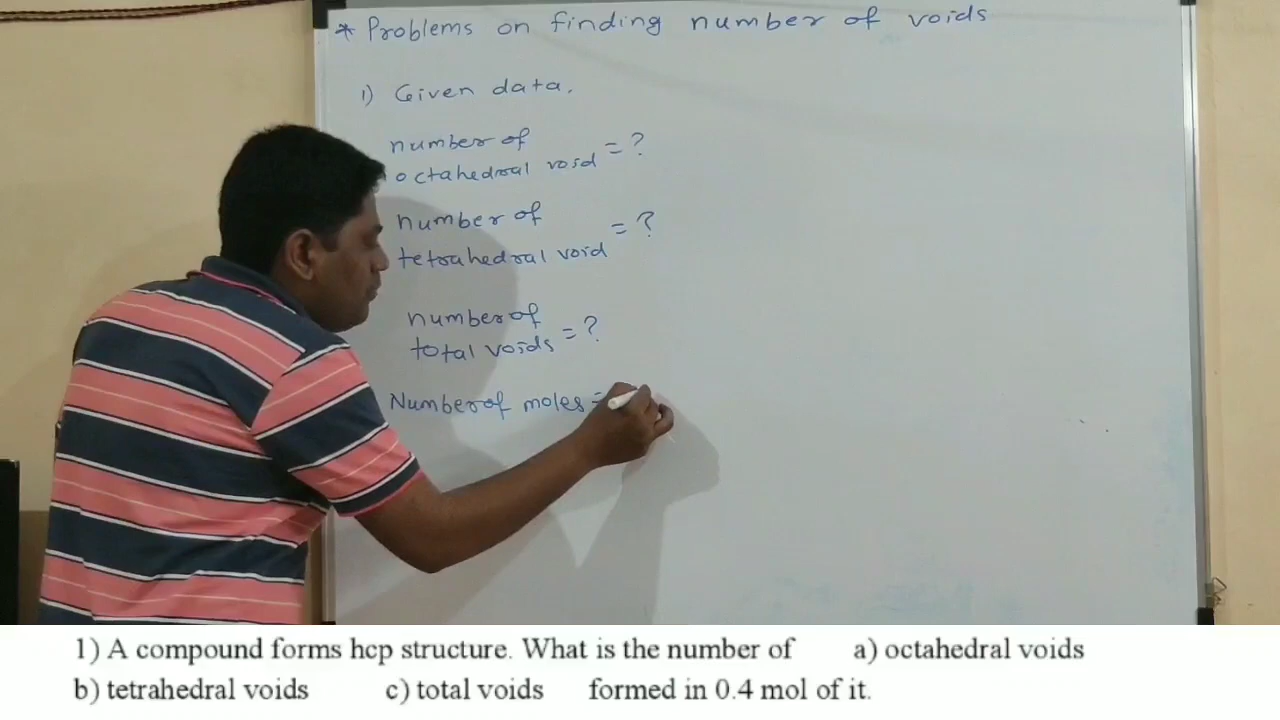 * Problems on finding number of voids
1) Given data.
number of
octahedral void = ?
number of
tetrahedral void = ?
number of
total voids = ?
Number of moles =
1) A compound forms hcp structure. What is the number of a) octahedral voids
b) tetrahedral voids c) total voids formed in 0.4 mol of it.